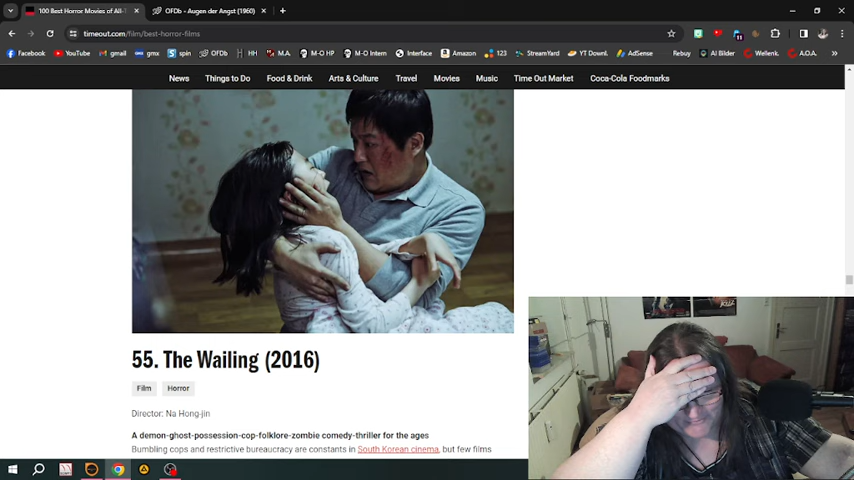 100 Best Horror Movies of All-T
OFDb - Augen der Angst (1960)
timeout.com/film/best-horror-films
Facebook
YouTube
gmail
gmx
spin
OFDb
HH
M.A.
M-O HP
M-O Intern
Interface
Amazon
123
StreamYard
YT Downl.
AdSense
Rebuy
AI Bilder
Wellenk.
A.O.A.
News
Things to Do
Food & Drink
Arts & Culture
Travel
Movies
Music
Time Out Market
Coca-Cola Foodmarks
55. The Wailing (2016)
Film
Horror
Director: Na Hong-jin
A demon-ghost-possession-cop-folklore-zombie comedy-thriller for the ages
Bumbling cops and restrictive bureaucracy are constants in South Korean cinema, but few films